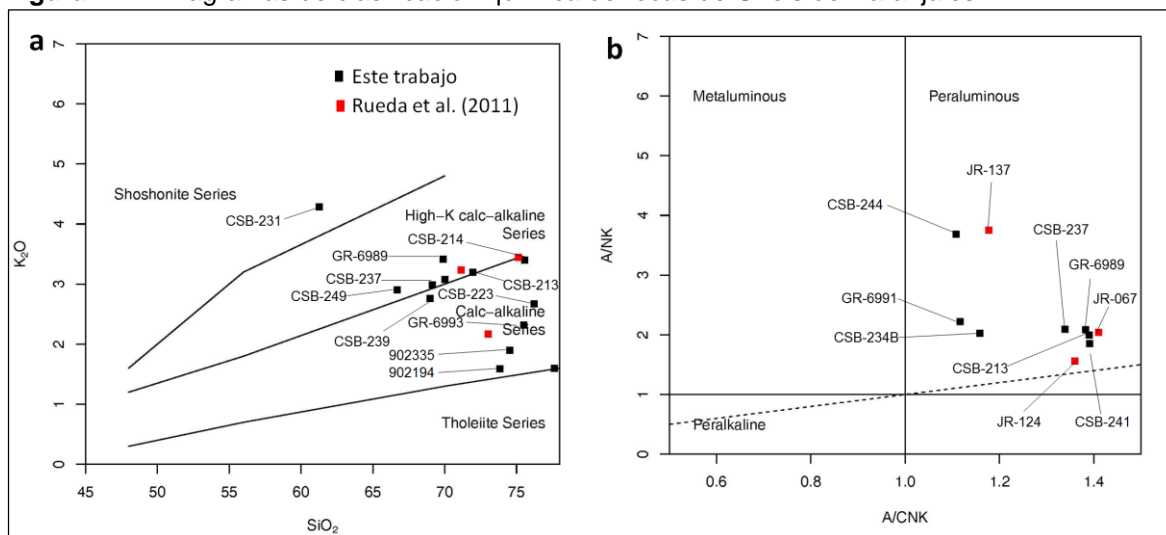 a
Este trabajo
Rueda et al. (2011)
Shoshonite Series
CSB-231
High-K calc-alkaline
Series
CSB-214
GR-6989
CSB-237
CSB-213
CSB-249
CSB-223
Calc-alkaline
Series
GR-6993
CSB-239
902335
902194
Tholeiite Series
K₂O
0
1
2
3
4
5
6
7
45
50
55
60
65
70
75
SiO₂
b
Metaluminous
Peraluminous
JR-137
CSB-244
CSB-237
GR-6989
GR-6991
JR-067
CSB-234B
CSB-213
JR-124
CSB-241
Peralkaline
A/NK
0
1
2
3
4
5
6
7
0.6
0.8
1.0
1.2
1.4
A/CNK